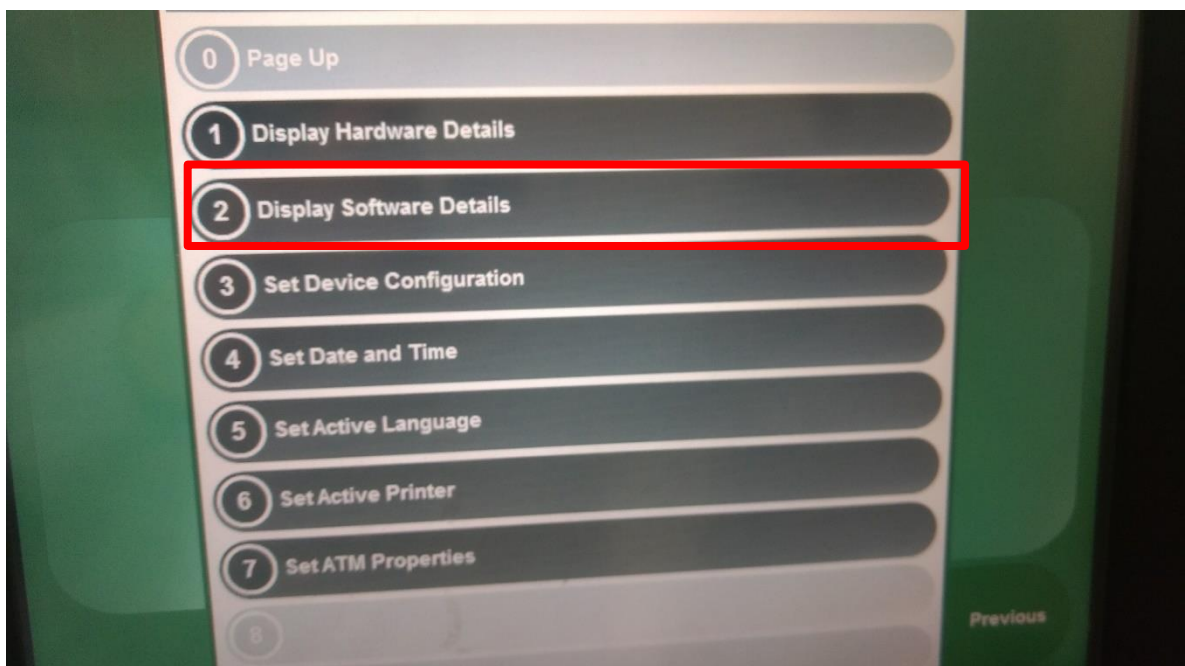 0 Page Up
1 Display Hardware Details
2 Display Software Details
3 Set Device Configuration
4 Set Date and Time
5 Set Active Language
6 Set Active Printer
7 Set ATM Properties
8
Previous